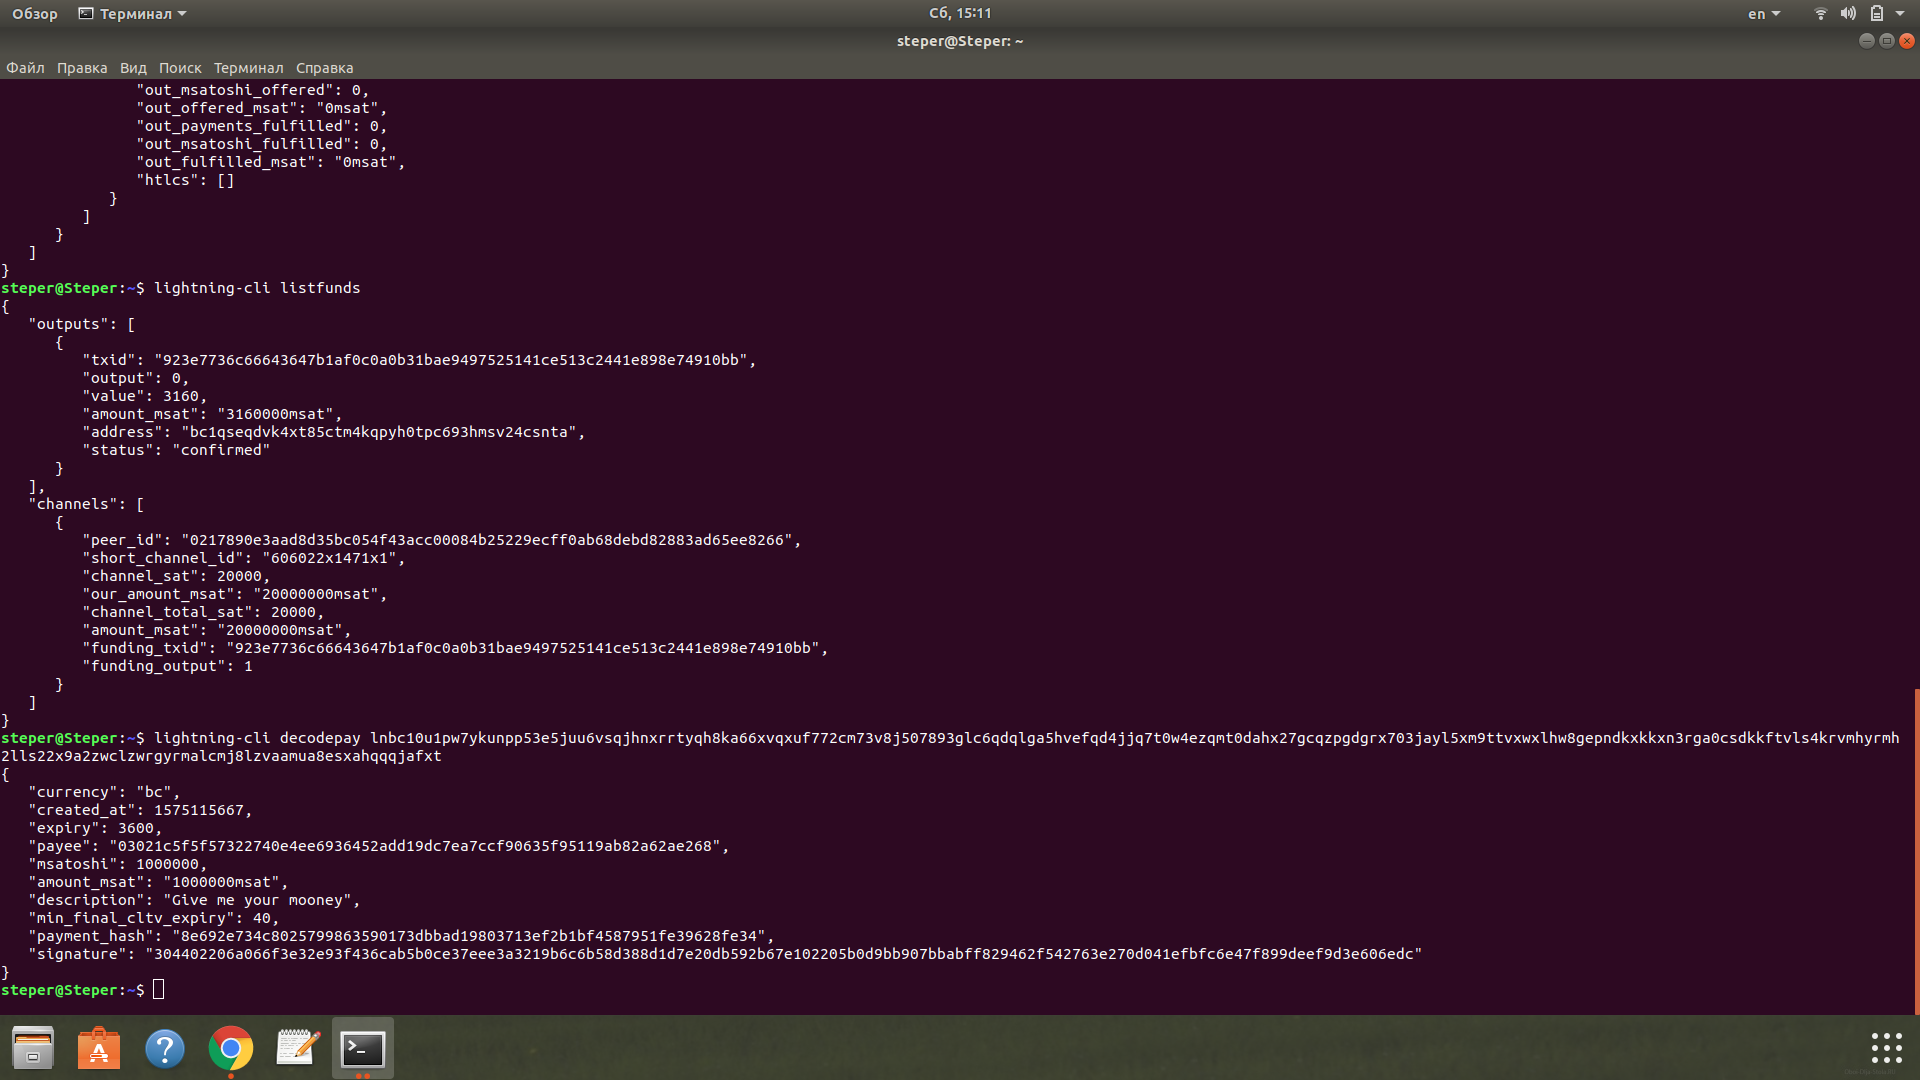 Обзор Терминал Сб, 15:11 en
steper@Steper: ~
Файл Правка Вид Поиск Терминал Справка
"out_msatoshi_offered": 0,
"out_offered_msat": "0msat",
"out_payments_fulfilled": 0,
"out_msatoshi_fulfilled": 0,
"out_fulfilled_msat": "0msat",
"htlcs": []
}
]
}
]
}
steper@Steper:~$ lightning-cli listfunds
{
"outputs": [
{
"txid": "923e7736c66643647b1af0c0a0b31bae9497525141ce513c2441e898e74910bb",
"output": 0,
"value": 3160,
"amount_msat": "3160000msat",
"address": "bc1qseqdvk4xt85ctm4kqpyh0tpc693hmsv24csnta",
"status": "confirmed"
}
],
"channels": [
{
"peer_id": "0217890e3aad8d35bc054f43acc00084b25229ecff0ab68debd82883ad65ee8266",
"short_channel_id": "606022x1471x1",
"channel_sat": 20000,
"our_amount_msat": "20000000msat",
"channel_total_sat": 20000,
"amount_msat": "20000000msat",
"funding_txid": "923e7736c66643647b1af0c0a0b31bae9497525141ce513c2441e898e74910bb",
"funding_output": 1
}
]
}
steper@Steper:~$ lightning-cli decodepay lnbc10u1pw7ykunpp53e5juu6vsqjhnxrrtyqh8ka66xvqxuf772cm73v8j507893glc6qdqlga5hvefqd4jjq7t0w4ezqmt0dahx27gcqzpgdgrx703jayl5xm9ttvxwxlhw8gepndkxkkxn3rga0csdkkftvls4krvmhyrmh
2lls22x9a2zwclzwrgyrmalcmj8lzvaamua8esxahqqqjafxt
{
"currency": "bc",
"created_at": 1575115667,
"expiry": 3600,
"payee": "03021c5f5f57322740e4ee6936452add19dc7ea7ccf90635f95119ab82a62ae268",
"msatoshi": 1000000,
"amount_msat": "1000000msat",
"description": "Give me your mooney",
"min_final_cltv_expiry": 40,
"payment_hash": "8e692e734c8025799863590173dbbad19803713ef2b1bf4587951fe39628fe34",
"signature": "304402206a066f3e32e93f436cab5b0ce37eee3a3219b6c6b58d388d1d7e20db592b67e102205b0d9bb907bbabff829462f542763e270d041efbfc6e47f899deef9d3e606edc"
}
steper@Steper:~$